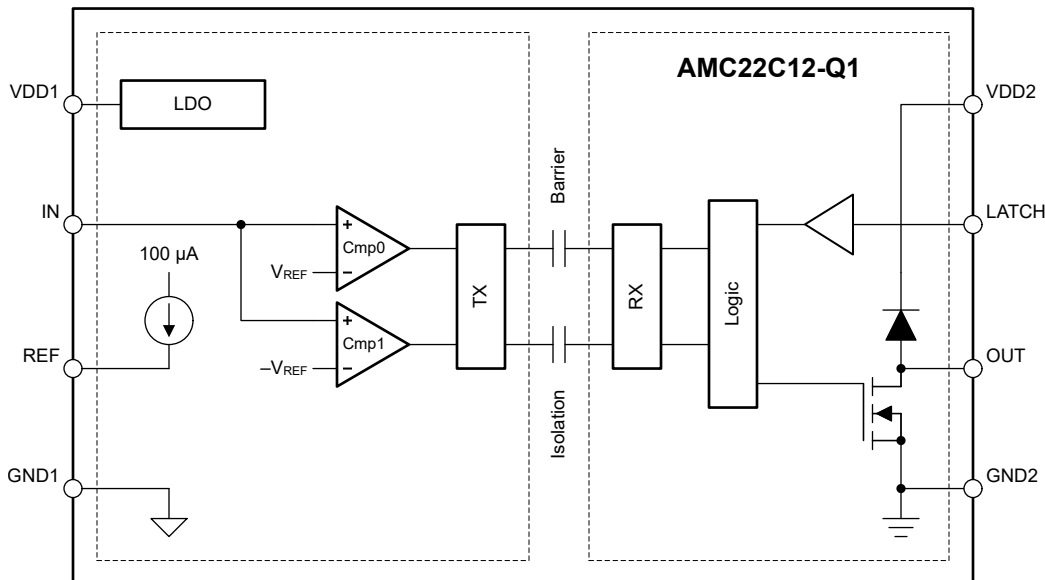 AMC22C12-Q1
VDD1
LDO
VDD2
Barrier
IN
LATCH
+
Cmp0
100 µA
VREF
−
TX
RX
Logic
+
Cmp1
REF
–VREF
−
OUT
Isolation
GND1
GND2